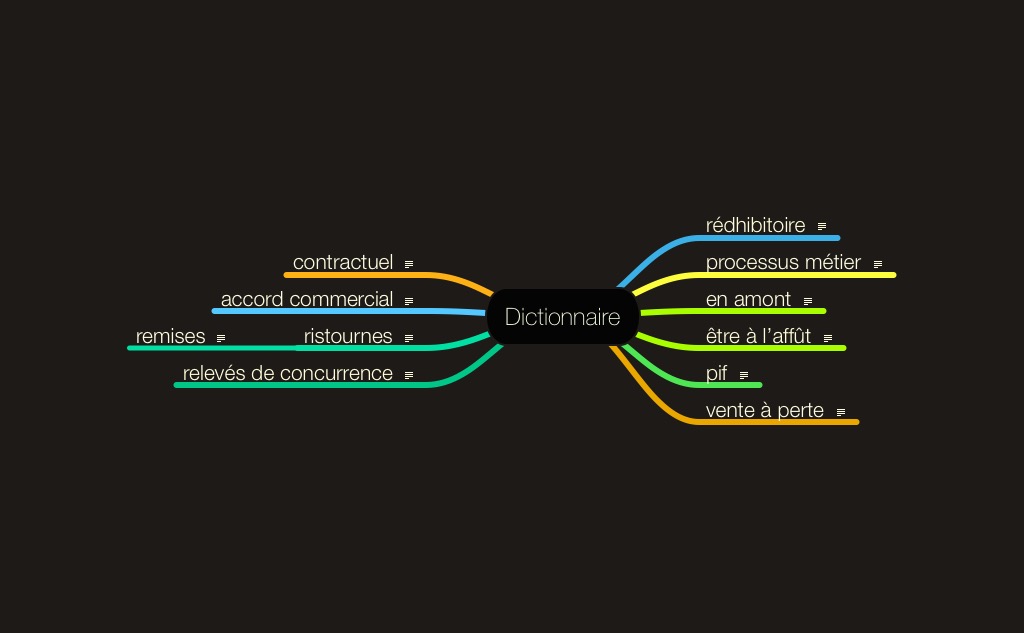 Dictionnaire
rédhibitoire
processus métier
en amont
être à l’affût
pif
vente à perte
contractuel
accord commercial
ristournes
remises
relevés de concurrence